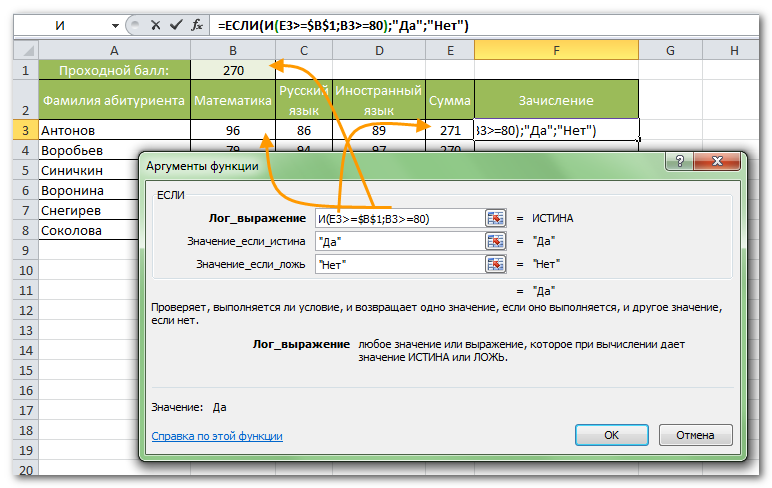 И
fx =ЕСЛИ(И(E3>=$B$1;B3>=80);"Да";"Нет")
A B C D E F G H
1 Проходной балл: 270
2 Фамилия абитуриента Математика Русский язык Иностранный язык Сумма Зачисление
3 Антонов 96 86 89 271 B3>=80);"Да";"Нет")
4 Воробьев 79 94 97 270
5 Синичкин
6 Воронина
7 Снегирев
8 Соколова
9
10
11
12
13
14
15
16
17
18
19
20
Аргументы функции
?
ЕСЛИ
Лог_выражение И(E3>=$B$1;B3>=80) = ИСТИНА
Значение_если_истина "Да" = "Да"
Значение_если_ложь "Нет" = "Нет"
= "Да"
Проверяет, выполняется ли условие, и возвращает одно значение, если оно выполняется, и другое значение,
если нет.
Лог_выражение любое значение или выражение, которое при вычислении дает
значение ИСТИНА или ЛОЖЬ.
Значение: Да
Справка по этой функции
ОК
Отмена